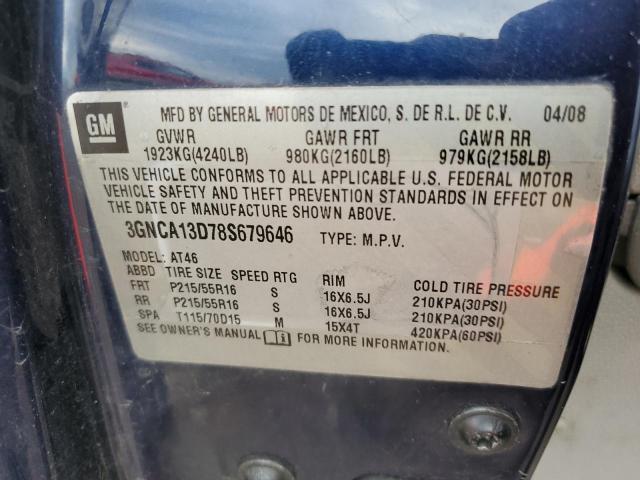 GM
MFD BY GENERAL MOTORS DE MEXICO, S. DE R.L. DE C.V. 04/08
GVWR GAWR FRT GAWR RR
1923KG(4240LB) 980KG(2160LB) 979KG(2158LB)
THIS VEHICLE CONFORMS TO ALL APPLICABLE U.S. FEDERAL MOTOR
VEHICLE SAFETY AND THEFT PREVENTION STANDARDS IN EFFECT ON
THE DATE OF MANUFACTURE SHOWN ABOVE.
3GNCA13D78S679646 TYPE: M.P.V.
MODEL: AT46
ABBD TIRE SIZE SPEED RTG RIM COLD TIRE PRESSURE
FRT P215/55R16 S 16X6.5J 210KPA(30PSI)
RR P215/55R16 S 16X6.5J 210KPA(30PSI)
SPA T115/70D15 M 15X4T 420KPA(60PSI)
SEE OWNER'S MANUAL FOR MORE INFORMATION.